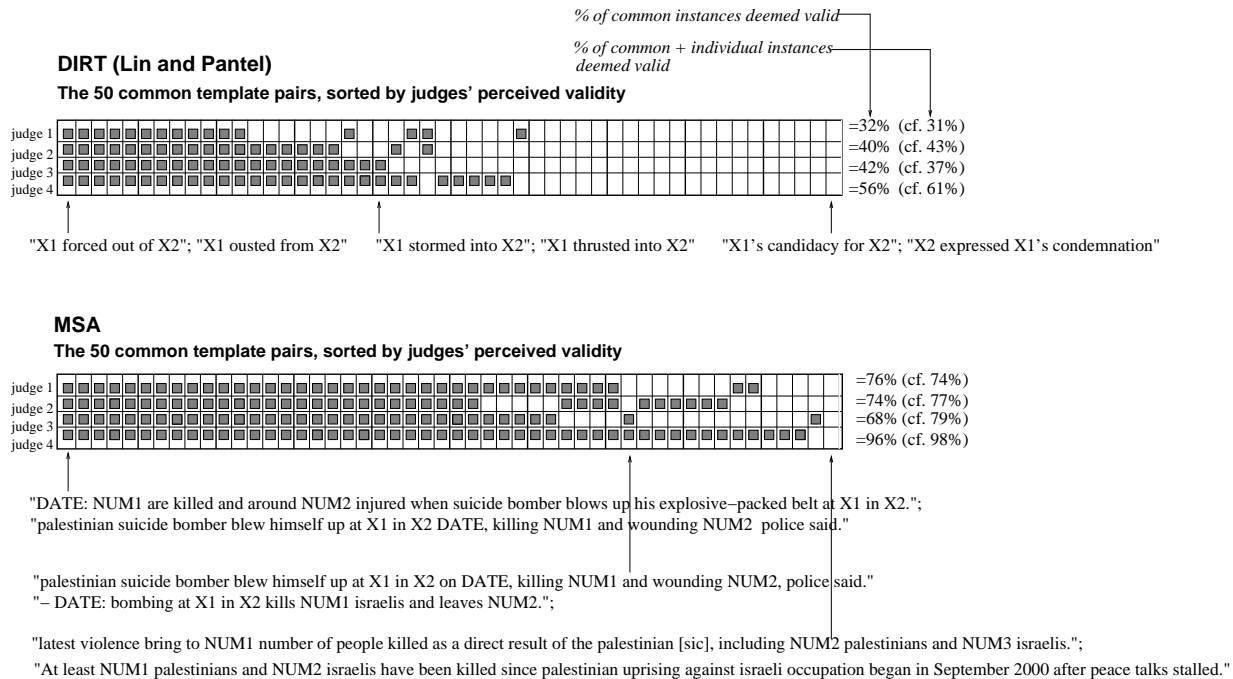 % of common instances deemed valid
% of common + individual instances
deemed valid
DIRT (Lin and Pantel)
The 50 common template pairs, sorted by judges' perceived validity
judge 1
judge 2
judge 3
judge 4
=32% (cf. 31%)
=40% (cf. 43%)
=42% (cf. 37%)
=56% (cf. 61%)
"X1 forced out of X2"; "X1 ousted from X2" "X1 stormed into X2"; "X1 thrusted into X2" "X1's candidacy for X2"; "X2 expressed X1's condemnation"
MSA
The 50 common template pairs, sorted by judges' perceived validity
judge 1
judge 2
judge 3
judge 4
=76% (cf. 74%)
=74% (cf. 77%)
=68% (cf. 79%)
=96% (cf. 98%)
"DATE: NUM1 are killed and around NUM2 injured when suicide bomber blows up his explosive−packed belt at X1 in X2.";
"palestinian suicide bomber blew himself up at X1 in X2 DATE, killing NUM1 and wounding NUM2 police said."
"palestinian suicide bomber blew himself up at X1 in X2 on DATE, killing NUM1 and wounding NUM2, police said."
"− DATE: bombing at X1 in X2 kills NUM1 israelis and leaves NUM2.";
"latest violence bring to NUM1 number of people killed as a direct result of the palestinian [sic], including NUM2 palestinians and NUM3 israelis.";
"At least NUM1 palestinians and NUM2 israelis have been killed since palestinian uprising against israeli occupation began in September 2000 after peace talks stalled."